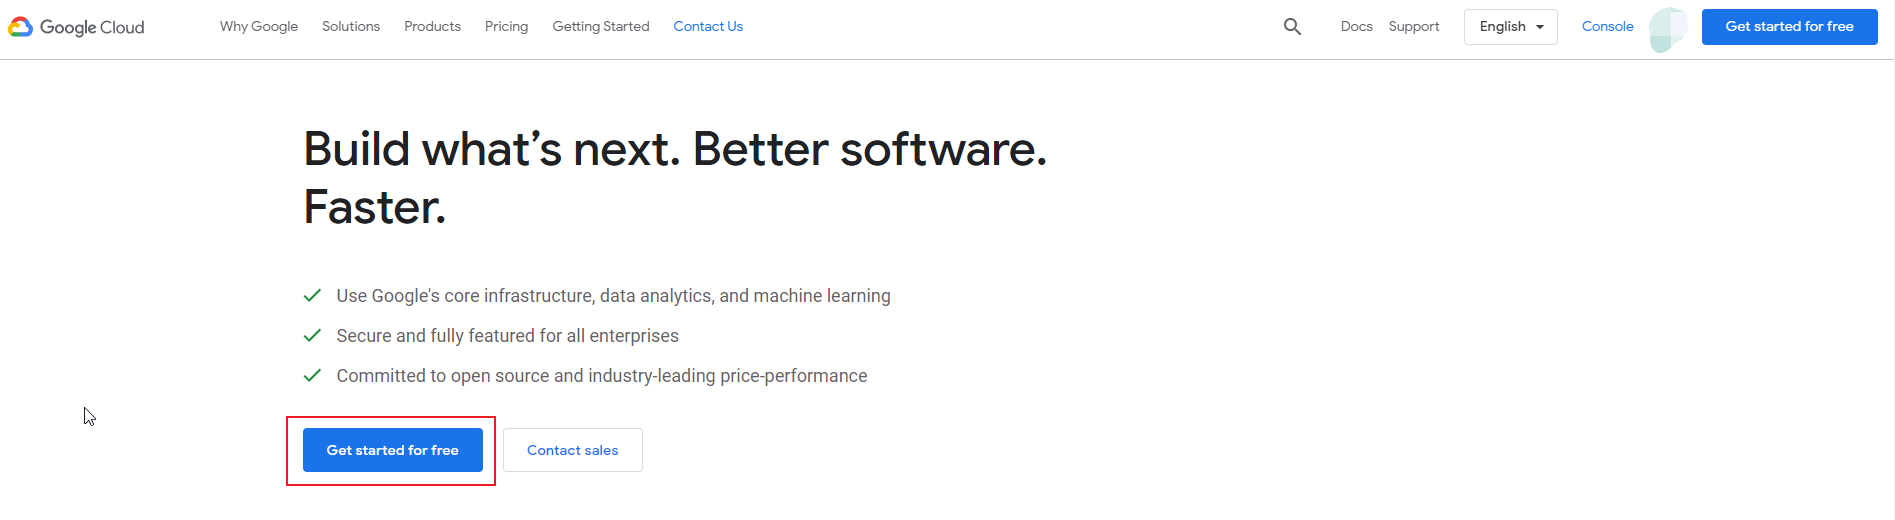 Google Cloud Why Google Solutions Products Pricing Getting Started Contact Us Docs Support English Console Get started for free
Build what’s next. Better software.
Faster.
Use Google's core infrastructure, data analytics, and machine learning
Secure and fully featured for all enterprises
Committed to open source and industry-leading price-performance
Get started for free Contact sales